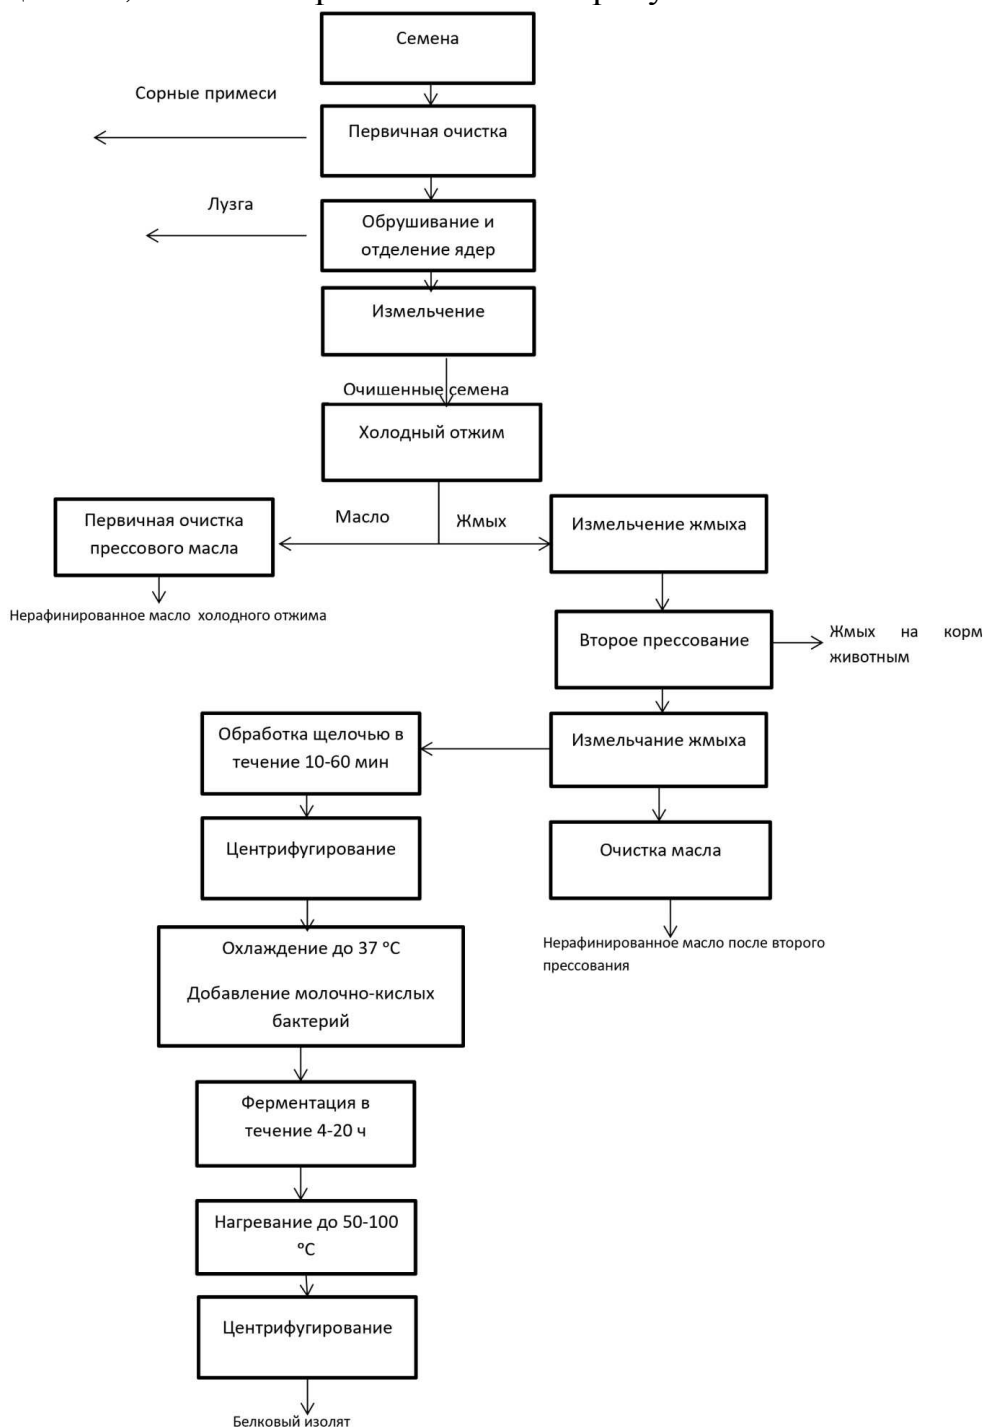 Семена
Сорные примеси
Первичная очистка
Лузга
Обрушивание и
отделение ядер
Измельчение
Очищенные семена
Холодный отжим
Масло
Жмых
Первичная очистка
прессового масла
Измельчение жмыха
Нерафинированное масло холодного отжима
Второе прессование
Жмых на корм
животным
Обработка щелочью в
течение 10-60 мин
Измельчание жмыха
Центрифугирование
Очистка масла
Охлаждение до 37 °С
Добавление молочно-кислых
бактерий
Нерафинированное масло после второго
прессования
Ферментация в
течение 4-20 ч
Нагревание до 50-100
°С
Центрифугирование
Белковый изолят